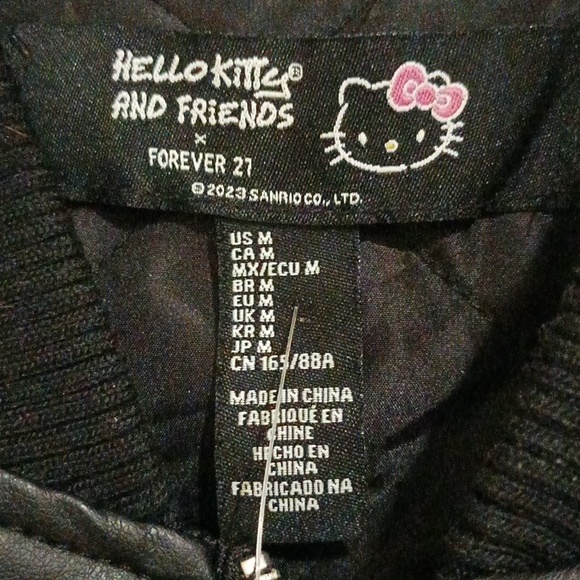 HELLO KITTY®
AND FRIENDS
×
FOREVER 21
©2023 SANRIO CO., LTD.
US M
CA M
MX/ECU M
BR M
EU M
UK M
KR M
JP M
CN 165/88A
MADE IN CHINA
FABRIQUÉ EN
CHINE
HECHO EN
CHINA
FABRICADO NA
CHINA